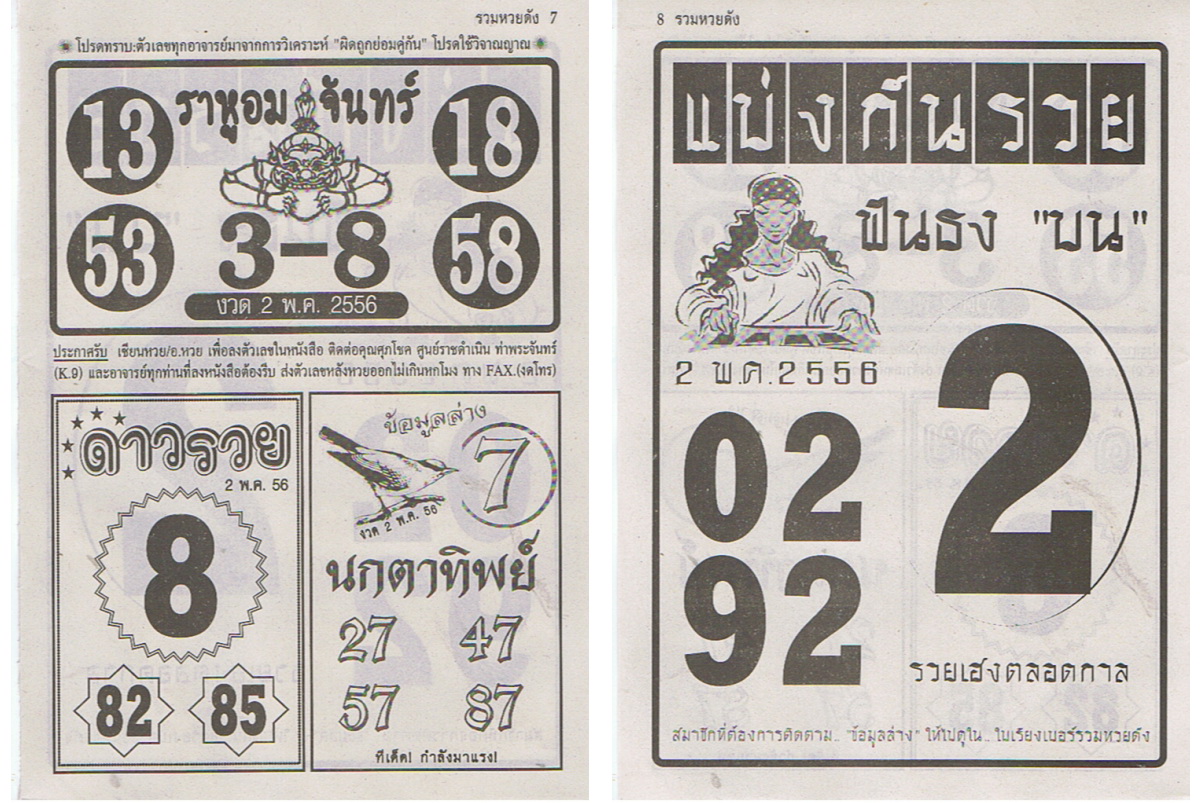 รวมหวยดัง 7
โปรดทราบ:ตัวเลขทุกอาจารย์มาจากการวิเคราะห์ "ผิดถูกย่อมคู่กัน" โปรดใช้วิจาณญาณ
ราหูอมจันทร์
13 18
53 3-8 58
งวด 2 พ.ค. 2556
ประกาศรับ เซียนหวย/อ.หวย เพื่อลงตัวเลขในหนังสือ ติดต่อคุณศุภโชค ศูนย์ราชดำเนิน ท่าพระจันทร์
(K.9) และอาจารย์ทุกท่านที่ลงหนังสือต้องรีบ ส่งตัวเลขหลังหวยออกไม่เกินหกโมง ทาง FAX.(งดโทร)
ดาวรวย
2 พ.ค. 56
8
82 85
ข้อมูลล่าง
7
งวด 2 พ.ค. 56
นกตาทิพย์
27 47
57 87
ทีเด็ด! กำลังมาแรง!
8 รวมหวยดัง
แบ่งกันรวย
ฟันธง "บน"
2 พ.ค.2556
2
02
92
รวยเฮงตลอดกาล
สมาชิกที่ต้องการติดตาม.. "ข้อมูลล่าง" ให้ไปดูใน.. ใบเรียงเบอร์รวมหวยดัง